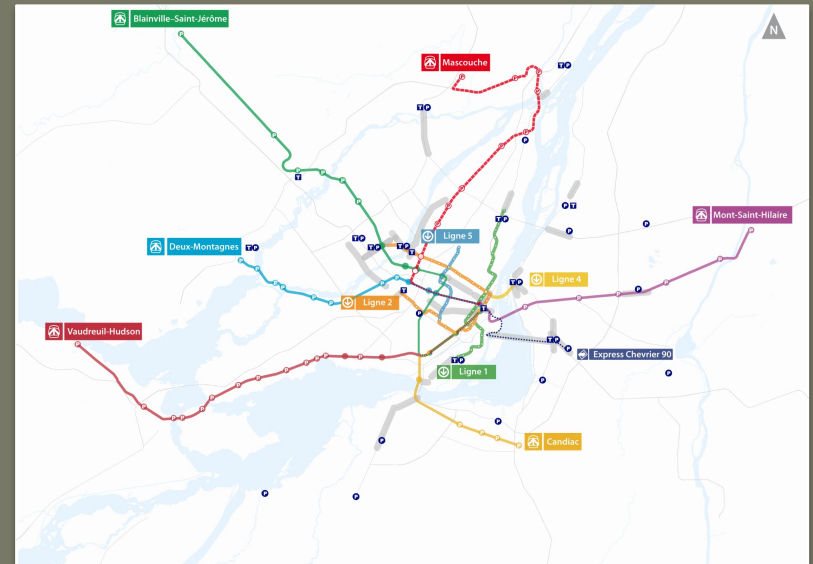 Blainville–Saint-Jérôme
N
Mascouche
T P
T P
T
P
P T
Mont-Saint-Hilaire
T P
P
P
Deux-Montagnes T P
T P
T P
T P
T
Ligne 5
T P
Ligne 4
P
T
Ligne 2
P
T
Vaudreuil-Hudson
T P
P
Express Chevrier 90
T P
Ligne 1
P
P
P
P
Candiac
P
P